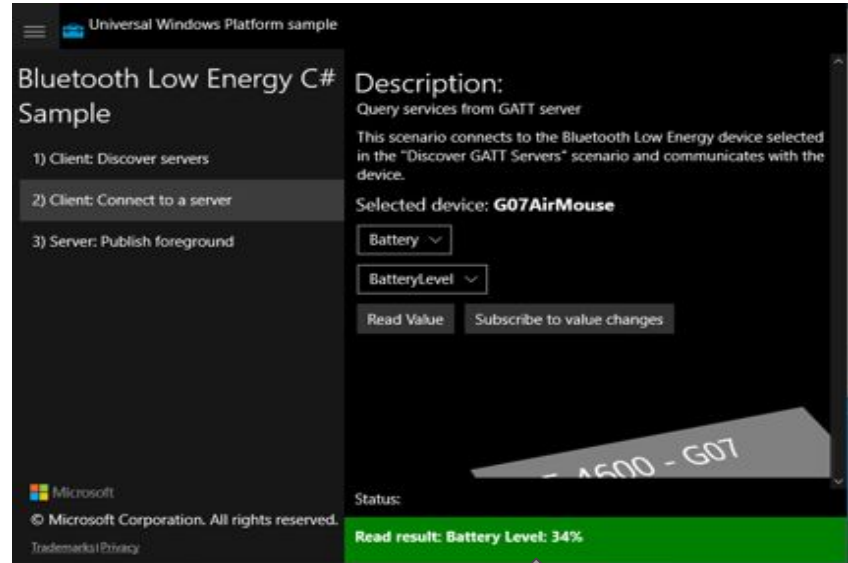 Universal Windows Platform sample
Bluetooth Low Energy C#
Sample
1) Client: Discover servers
2) Client: Connect to a server
3) Server: Publish foreground
Microsoft
© Microsoft Corporation. All rights reserved.
Trademarks | Privacy
Description:
Query services from GATT server
This scenario connects to the Bluetooth Low Energy device selected
in the "Discover GATT Servers" scenario and communicates with the
device.
Selected device: G07AirMouse
Battery
BatteryLevel
Read Value Subscribe to value changes
A600 - G07
Status:
Read result: Battery Level: 34%